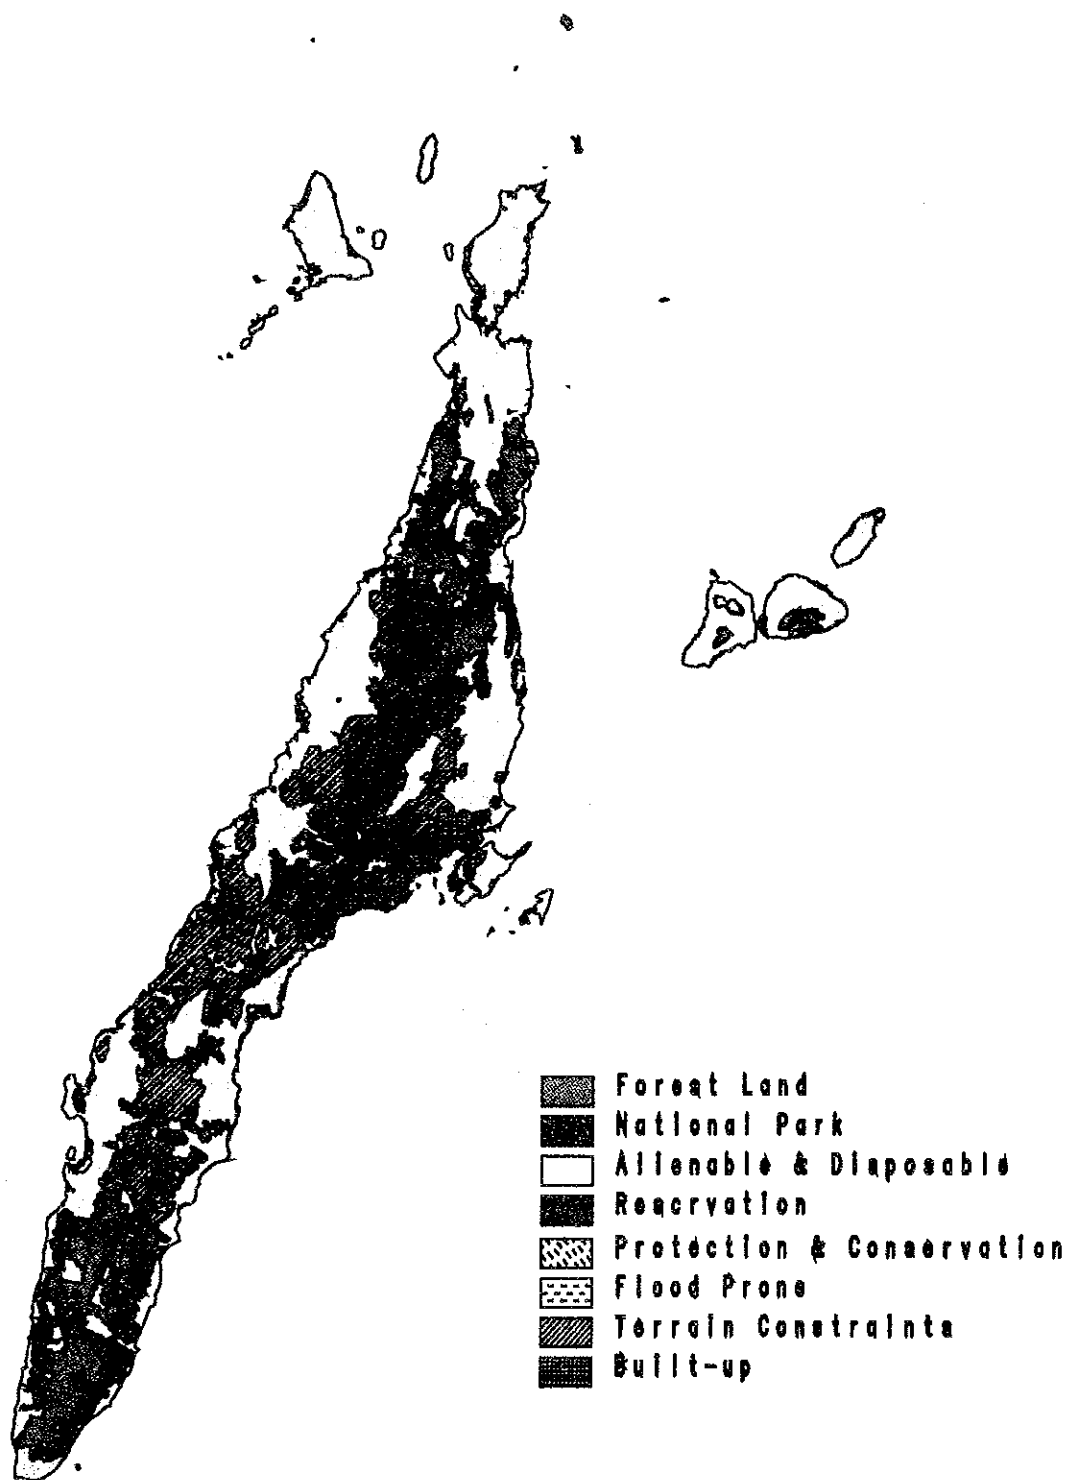 Forest Land
National Park
Alienable & Disposable
Reservation
Protection & Conservation
Flood Prone
Terrain Constraints
Built-up